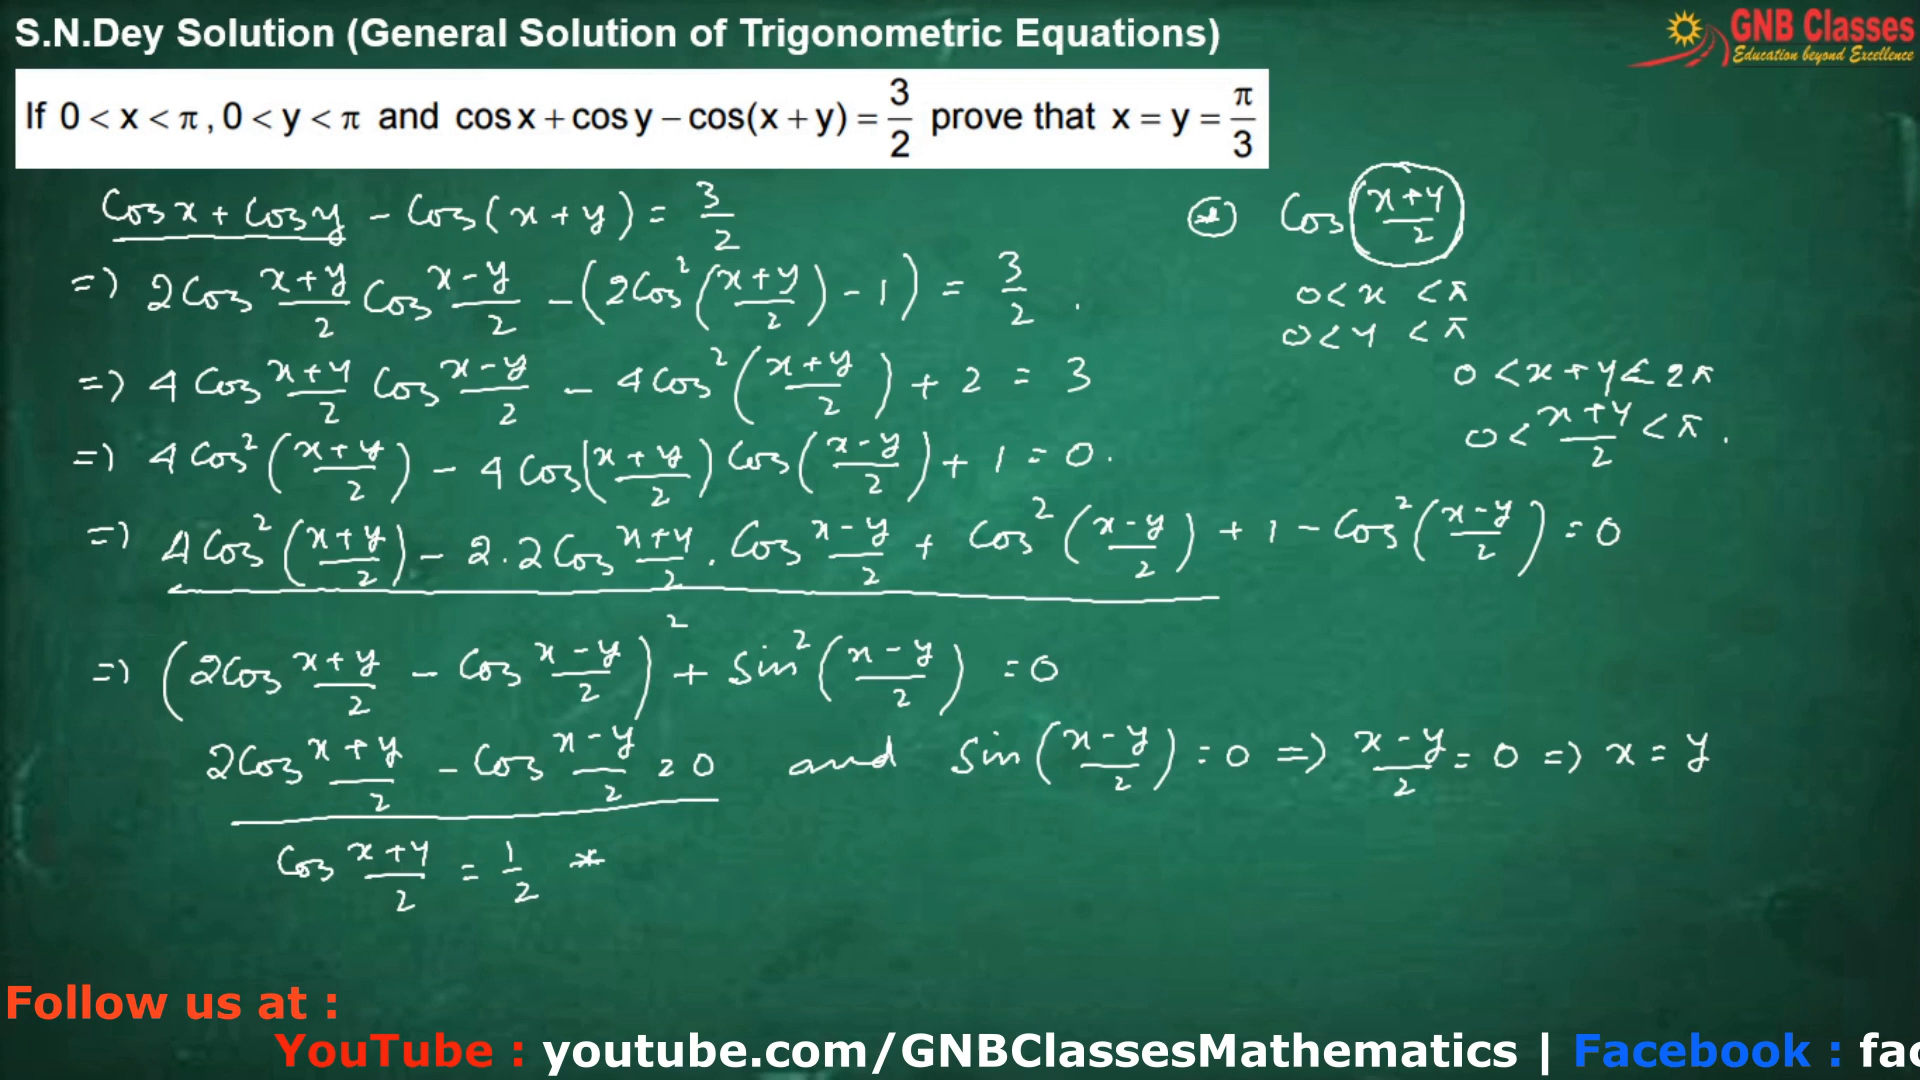 S.N.Dey Solution (General Solution of Trigonometric Equations)
GNB Classes
Education beyond Excellence
If 0 < x < π , 0 < y < π and cos x + cos y − cos(x + y) = 3/2 prove that x = y = π/3
Cos x + Cos y − Cos(x + y) = 3/2
=> 2Cos (x+y)/2 Cos (x−y)/2 − (2Cos²((x+y)/2) − 1) = 3/2 .
=> 4 Cos (x+y)/2 Cos (x−y)/2 − 4Cos²((x+y)/2) + 2 = 3
=> 4 Cos²((x+y)/2) − 4 Cos((x+y)/2) Cos((x−y)/2) + 1 = 0.
=> 4Cos²((x+y)/2) − 2.2Cos (x+y)/2 . Cos (x−y)/2 + Cos²((x−y)/2) + 1 − Cos²((x−y)/2) = 0
=> (2Cos (x+y)/2 − Cos (x−y)/2)² + Sin²((x−y)/2) = 0
2Cos (x+y)/2 − Cos (x−y)/2 = 0 and Sin((x−y)/2) = 0 => (x−y)/2 = 0 => x = y
Cos (x+y)/2 = 1/2 *
* Cos((x+y)/2)
0 < x < π
0 < y < π
0 < x + y < 2π
0 < (x+y)/2 < π .
Follow us at :
YouTube : youtube.com/GNBClassesMathematics | Facebook : fac